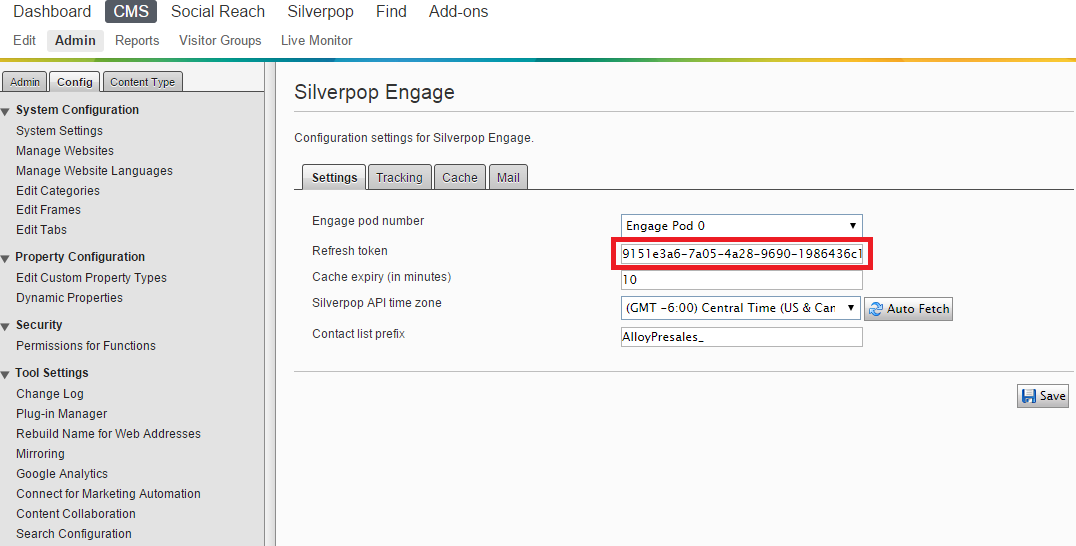 Dashboard CMS Social Reach Silverpop Find Add-ons
Edit Admin Reports Visitor Groups Live Monitor
Admin Config Content Type
System Configuration
System Settings
Manage Websites
Manage Website Languages
Edit Categories
Edit Frames
Edit Tabs
Property Configuration
Edit Custom Property Types
Dynamic Properties
Security
Permissions for Functions
Tool Settings
Change Log
Plug-in Manager
Rebuild Name for Web Addresses
Mirroring
Google Analytics
Connect for Marketing Automation
Content Collaboration
Search Configuration
Silverpop Engage
Configuration settings for Silverpop Engage.
Settings Tracking Cache Mail
Engage pod number Engage Pod 0
Refresh token 9151e3a6-7a05-4a28-9690-1986436c1
Cache expiry (in minutes) 10
Silverpop API time zone (GMT -6:00) Central Time (US & Can Auto Fetch
Contact list prefix AlloyPresales_
Save